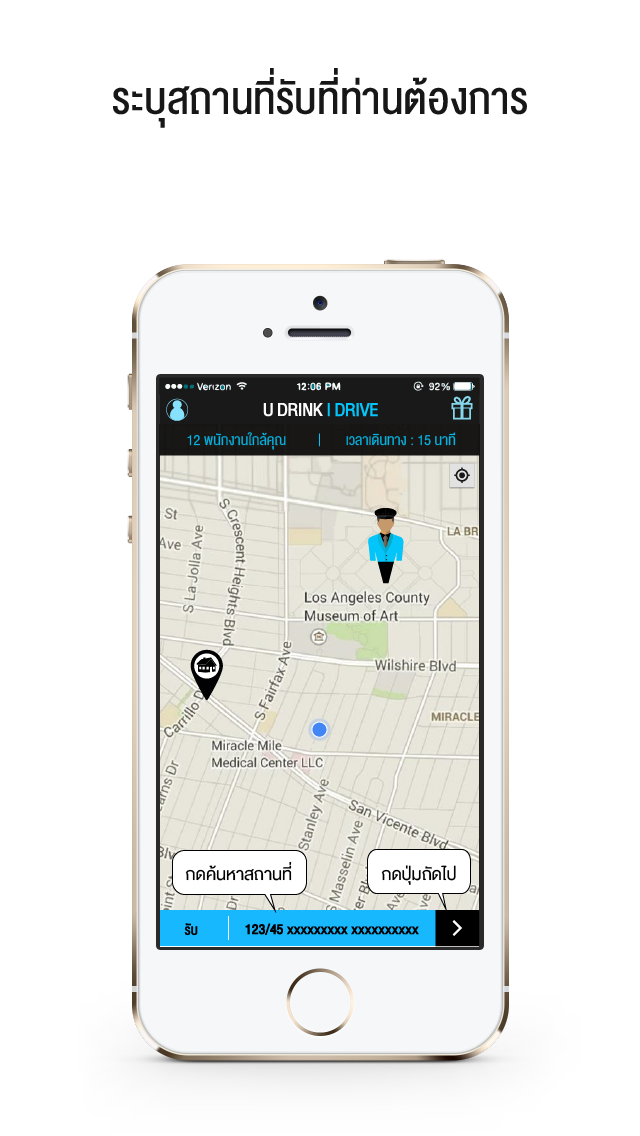 ระบุสถานที่รับที่ท่านต้องการ
Verizon 12:06 PM 92%
U DRINK I DRIVE
12 พนักงานใกล้คุณ | เวลาเดินทาง : 15 นาที
S Crescent Heights Blvd
St
Ave
S La Jolla Ave
LA BR
Los Angeles County
Museum of Art
Wilshire Blvd
S Fairfax Ave
Carrillo D
MIRACLE
Miracle Mile
Medical Center LLC
arns Dr
Stanley Ave
San Vicente Blvd
S Masselin Ave
กดค้นหาสถานที่
กดปุ่มถัดไป
รับ | 123/45 xxxxxxxxx xxxxxxxxxx